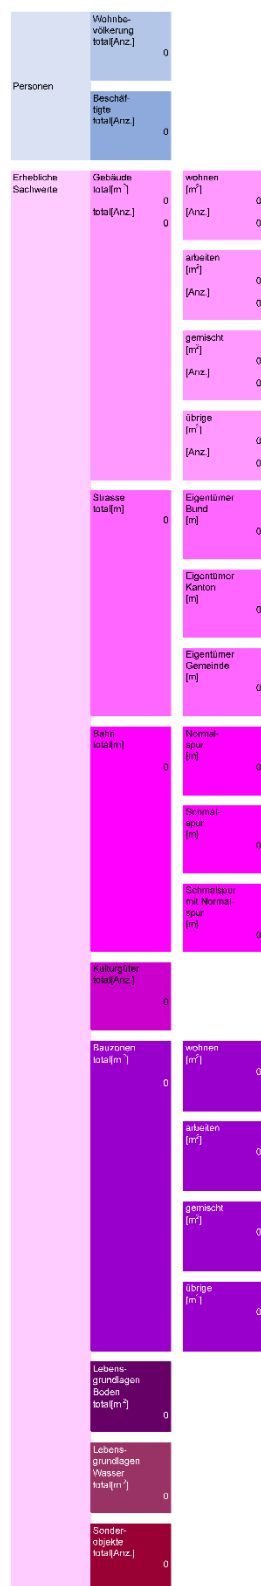 Personen
Wohnbe-
völkerung
total[Anz.]
0
Beschäf-
tigte
total[Anz.]
0
Erhebliche
Sachwerte
Gebäude
total[m²]
0
total[Anz.]
0
wohnen
[m²]
0
[Anz.]
0
arbeiten
[m²]
0
[Anz.]
0
gemischt
[m²]
0
[Anz.]
0
übrige
[m²]
0
[Anz.]
0
Strasse
total[m]
0
Eigentümer
Bund
[m]
0
Eigentümer
Kanton
[m]
0
Eigentümer
Gemeinde
[m]
0
Bahn
total[m]
0
Normal-
spur
[m]
0
Schmal-
spur
[m]
0
Schmalspur
mit Normal-
spur
[m]
0
Kulturgüter
total[Anz.]
0
Bauzonen
total[m²]
0
wohnen
[m²]
0
arbeiten
[m²]
0
gemischt
[m²]
0
übrige
[m²]
0
Lebens-
grundlagen
Boden
total[m²]
0
Lebens-
grundlagen
Wasser
total[m²]
0
Sonder-
objekte
total[Anz.]
0